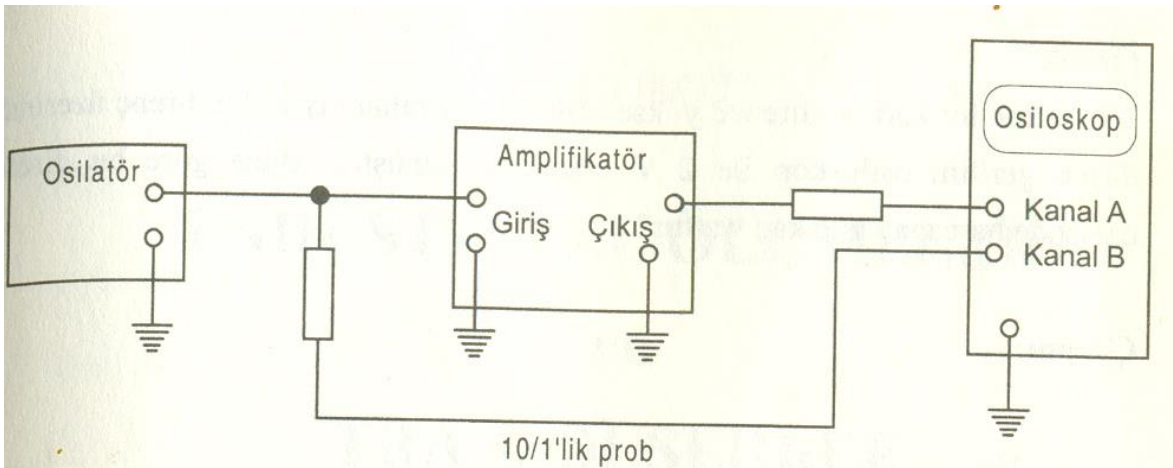 Osilatör
Amplifikatör
Giriş
Çıkış
Osiloskop
Kanal A
Kanal B
10/1'lik prob